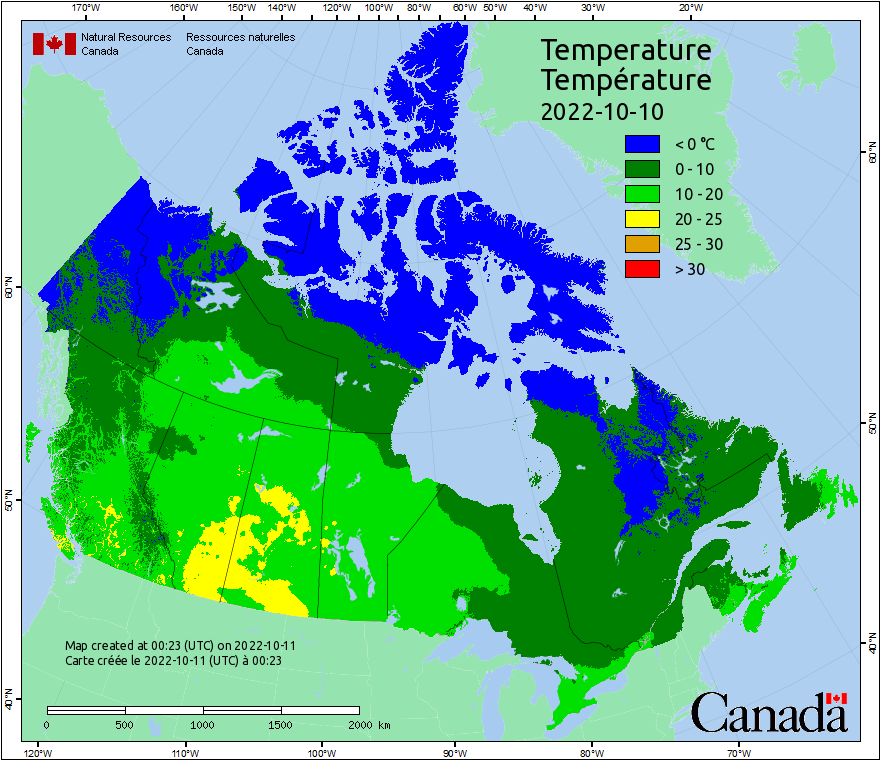 170°W 160°W 150°W 140°W 130°W 120°W 110°W 100°W 90°W 80°W 70°W 60°W 50°W 40°W 30°W 20°W
Natural Resources Canada
Ressources naturelles Canada
Temperature
Température
2022-10-10
< 0 °C
0 - 10
10 - 20
20 - 25
25 - 30
> 30
60°N
50°N
40°N
60°N
50°N
40°N
Map created at 00:23 (UTC) on 2022-10-11
Carte créée le 2022-10-11 (UTC) à 00:23
0 500 1000 1500 2000 km
Canada
120°W 110°W 100°W 90°W 80°W 70°W